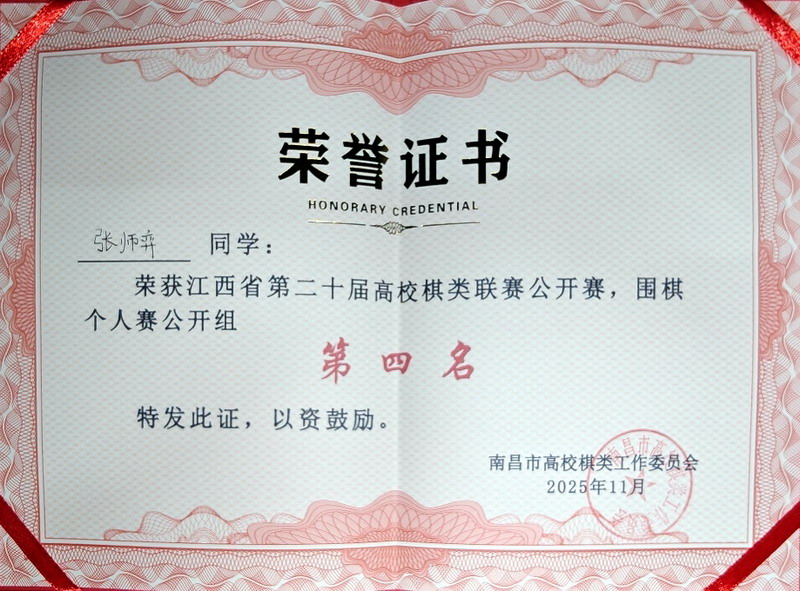 荣誉证书
HONORARY CREDENTIAL
张师弈 同学：
荣获江西省第二十届高校棋类联赛公开赛，围棋
个人赛公开组
第四名
特发此证，以资鼓励。
南昌市高校棋类工作委员会
2025年11月